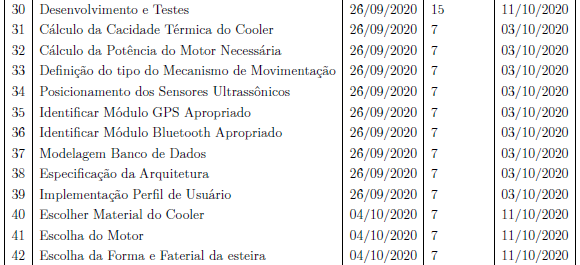 30 Desenvolvimento e Testes 26/09/2020 15 11/10/2020
31 Cálculo da Cacidade Térmica do Cooler 26/09/2020 7 03/10/2020
32 Cálculo da Potência do Motor Necessária 26/09/2020 7 03/10/2020
33 Definição do tipo do Mecanismo de Movimentação 26/09/2020 7 03/10/2020
34 Posicionamento dos Sensores Ultrassônicos 26/09/2020 7 03/10/2020
35 Identificar Módulo GPS Apropriado 26/09/2020 7 03/10/2020
36 Identificar Módulo Bluetooth Apropriado 26/09/2020 7 03/10/2020
37 Modelagem Banco de Dados 26/09/2020 7 03/10/2020
38 Especificação da Arquitetura 26/09/2020 7 03/10/2020
39 Implementação Perfil de Usuário 26/09/2020 7 03/10/2020
40 Escolher Material do Cooler 04/10/2020 7 11/10/2020
41 Escolha do Motor 04/10/2020 7 11/10/2020
42 Escolha da Forma e Faterial da esteira 04/10/2020 7 11/10/2020